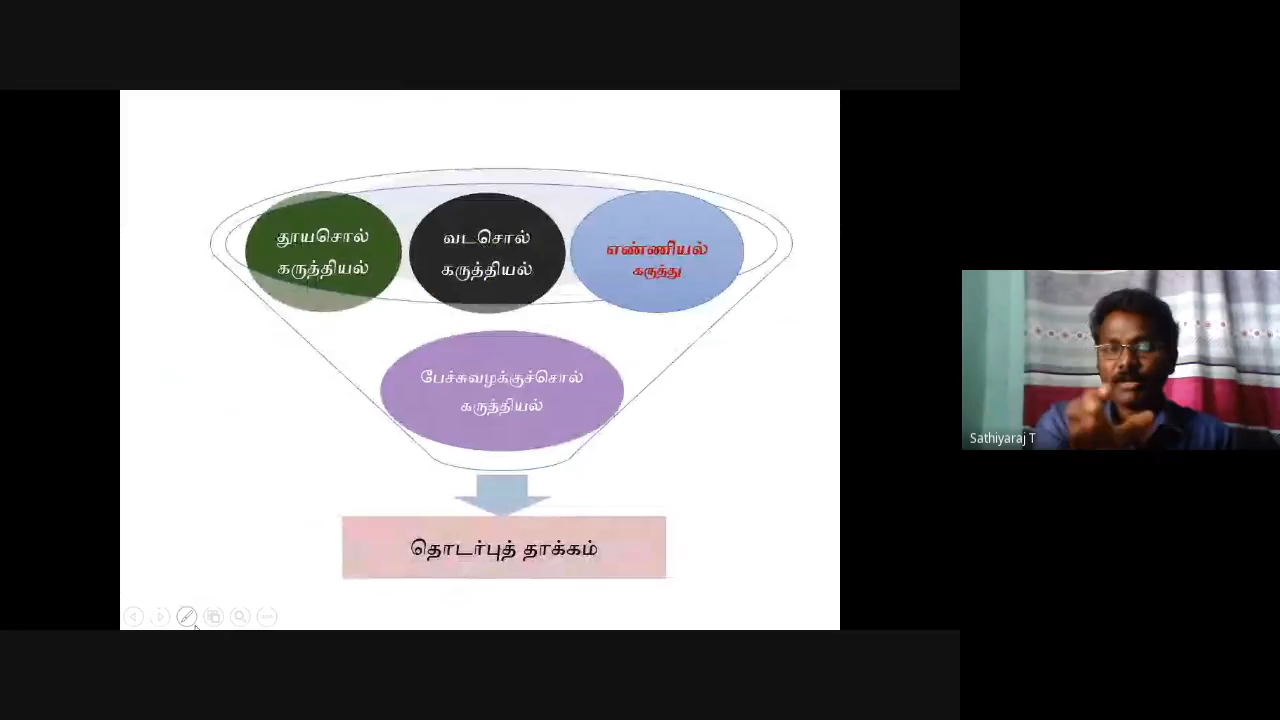 தூயசொல்
கருத்தியல்
வடசொல்
கருத்தியல்
எண்ணியல்
கருத்து
பேச்சுவழக்குச்சொல்
கருத்தியல்
தொடர்புத் தாக்கம்
Sathiyaraj T